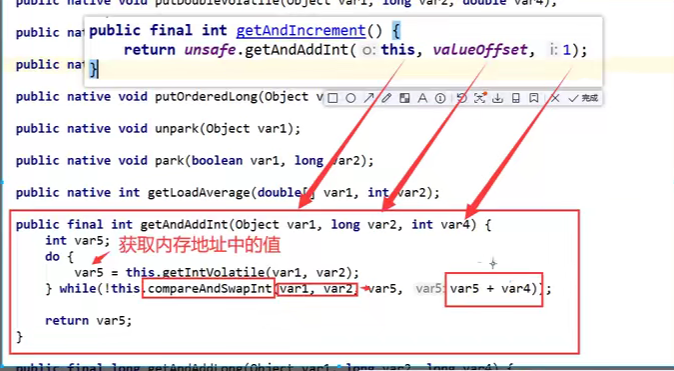 public native void putDoubleVolatile(Object var1, long var2, double var4);
public final int getAndIncrement() {
public nat
return unsafe.getAndAddInt( o: this, valueOffset, i: 1);
public nat
}
public native void putOrderedLong(Object v
完成
public native void unpark(Object var1);
public native void park(boolean var1, long var2);
public native int getLoadAverage(double[] var1, int var2);
public final int getAndAddInt(Object var1, long var2, int var4) {
int var5;
获取内存地址中的值
do {
var5 = this.getIntVolatile(var1, var2);
} while(!this.compareAndSwapInt(var1, var2, var5, var5: var5 + var4));
return var5;
}
public final long getAndAddLong(Object var1, long var2, long var4) {